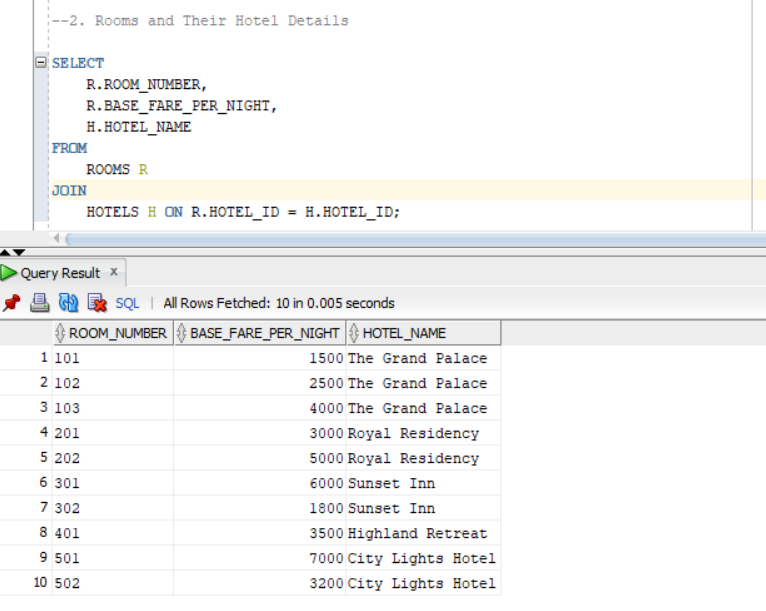 --2. Rooms and Their Hotel Details
SELECT
R.ROOM_NUMBER,
R.BASE_FARE_PER_NIGHT,
H.HOTEL_NAME
FROM
ROOMS R
JOIN
HOTELS H ON R.HOTEL_ID = H.HOTEL_ID;
Query Result x
SQL | All Rows Fetched: 10 in 0.005 seconds
ROOM_NUMBER BASE_FARE_PER_NIGHT HOTEL_NAME
1 101 1500 The Grand Palace
2 102 2500 The Grand Palace
3 103 4000 The Grand Palace
4 201 3000 Royal Residency
5 202 5000 Royal Residency
6 301 6000 Sunset Inn
7 302 1800 Sunset Inn
8 401 3500 Highland Retreat
9 501 7000 City Lights Hotel
10 502 3200 City Lights Hotel